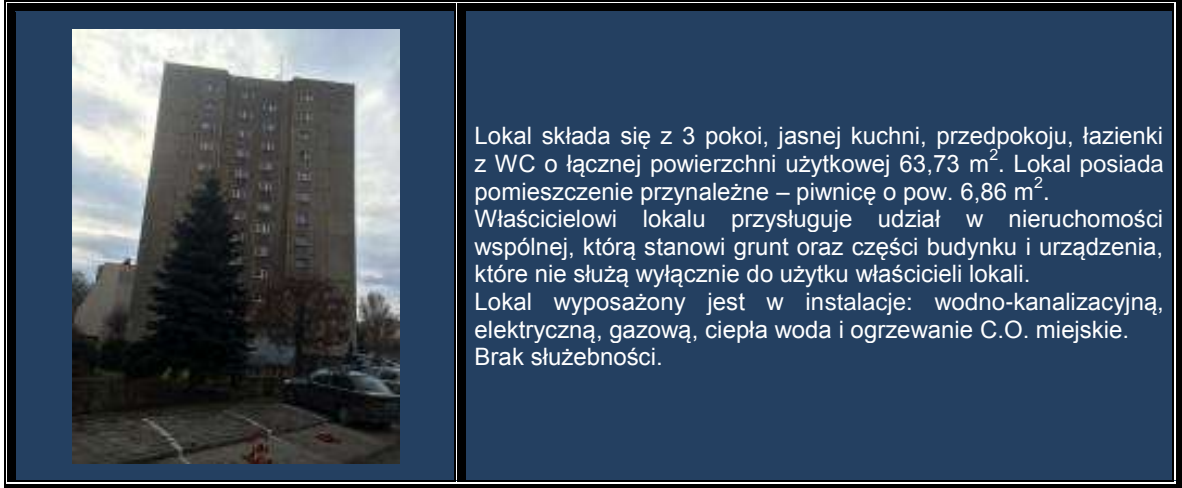 Lokal składa się z 3 pokoi, jasnej kuchni, przedpokoju, łazienki
z WC o łącznej powierzchni użytkowej 63,73 m². Lokal posiada
pomieszczenie przynależne – piwnicę o pow. 6,86 m².
Właścicielowi lokalu przysługuje udział w nieruchomości
wspólnej, którą stanowi grunt oraz części budynku i urządzenia,
które nie służą wyłącznie do użytku właścicieli lokali.
Lokal wyposażony jest w instalacje: wodno-kanalizacyjną,
elektryczną, gazową, ciepła woda i ogrzewanie C.O. miejskie.
Brak służebności.